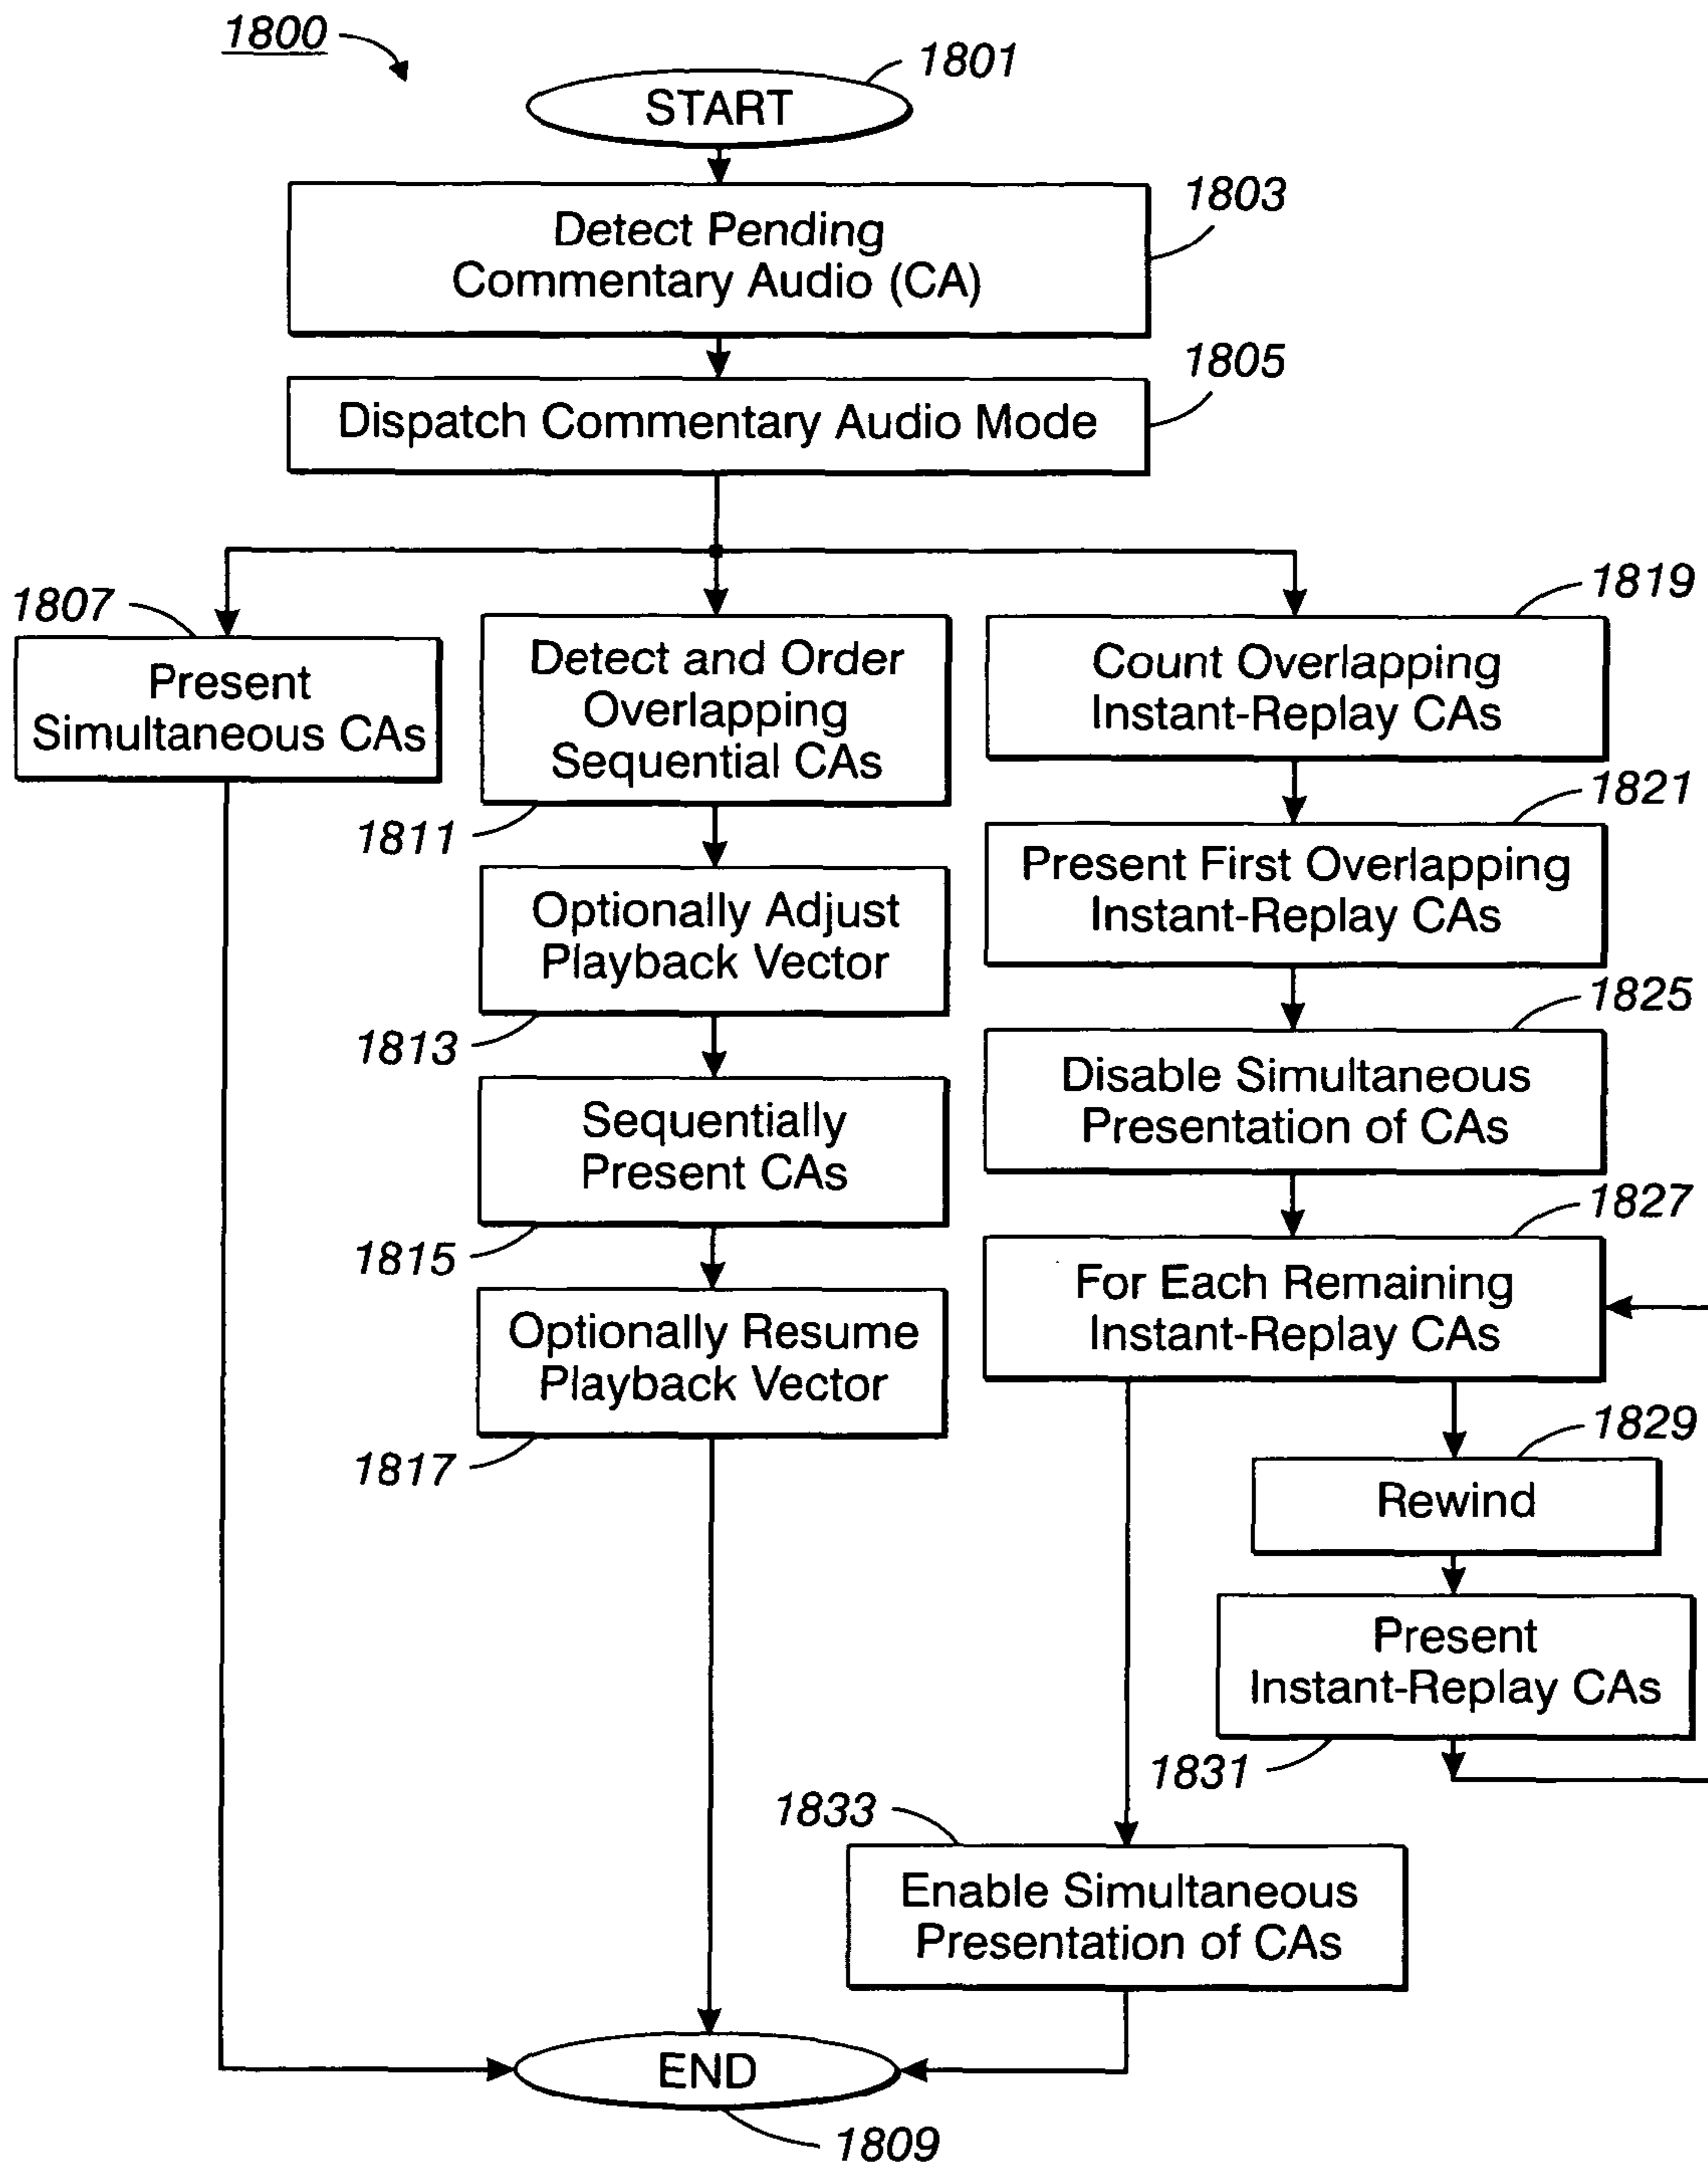 1800
1801
START
1803
Detect Pending
Commentary Audio (CA)
1805
Dispatch Commentary Audio Mode
1807
Present
Simultaneous CAs
Detect and Order
Overlapping
Sequential CAs
1811
Optionally Adjust
Playback Vector
1813
Sequentially
Present CAs
1815
Optionally Resume
Playback Vector
1817
1819
Count Overlapping
Instant-Replay CAs
1821
Present First Overlapping
Instant-Replay CAs
1825
Disable Simultaneous
Presentation of CAs
1827
For Each Remaining
Instant-Replay CAs
1829
Rewind
Present
Instant-Replay CAs
1831
1833
Enable Simultaneous
Presentation of CAs
END
1809